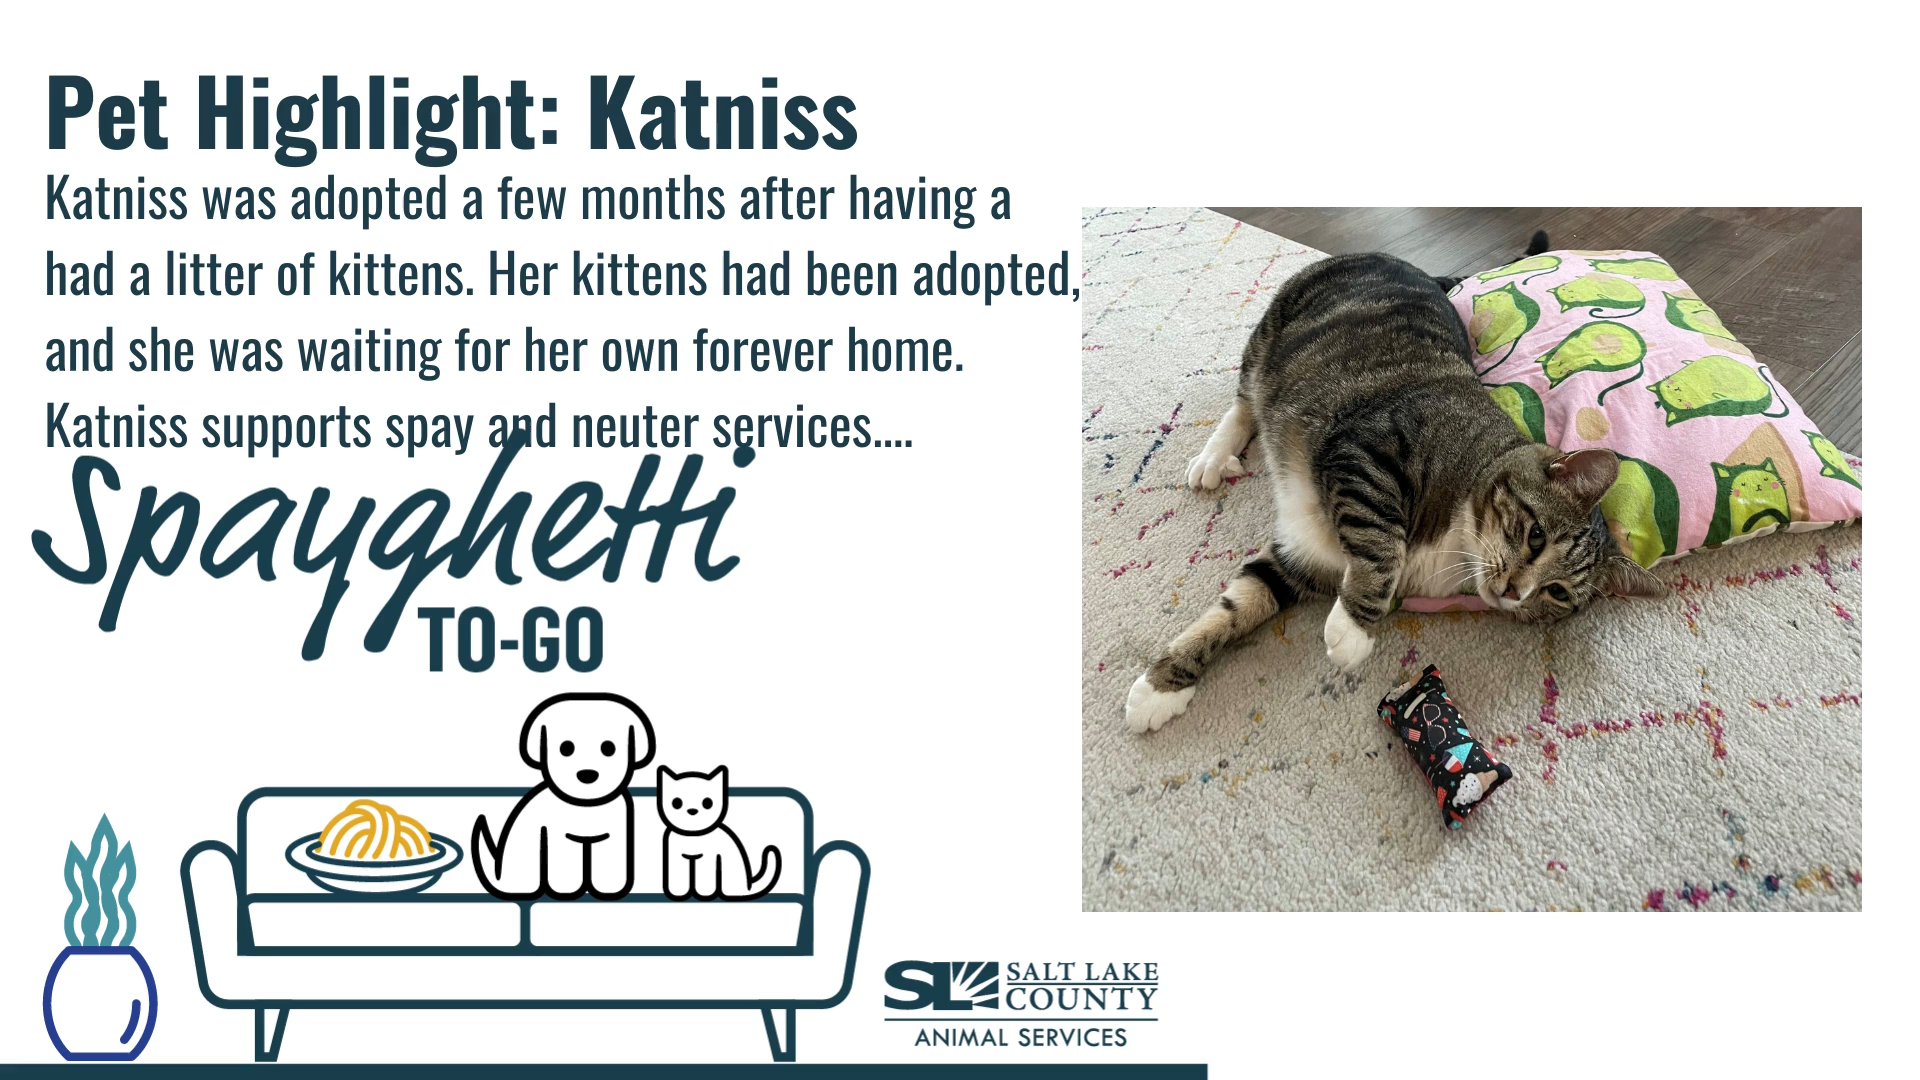 Pet Highlight: Katniss
Katniss was adopted a few months after having a
had a litter of kittens. Her kittens had been adopted,
and she was waiting for her own forever home.
Katniss supports spay and neuter services....
Spayghetti
TO-GO
SL SALT LAKE
COUNTY
ANIMAL SERVICES